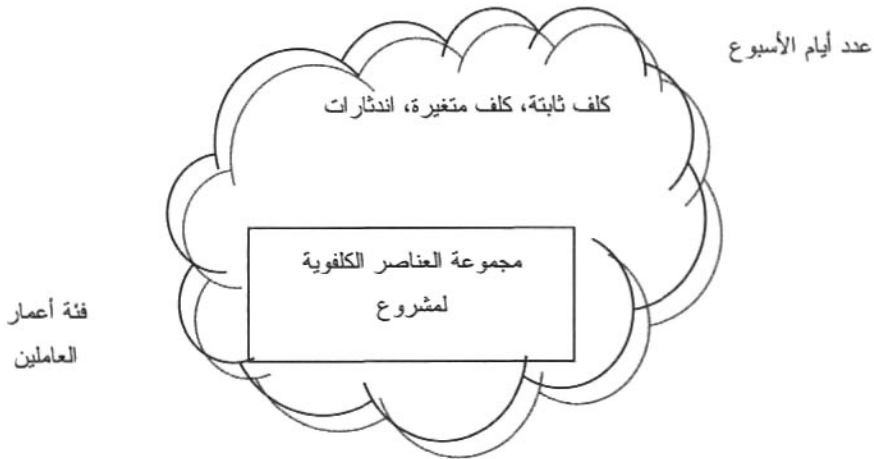 عدد أيام الأسبوع
كلف ثابتة، كلف متغيرة، اندثارات
مجموعة العناصر الكلفوية
لمشروع
فئة أعمار
العاملين